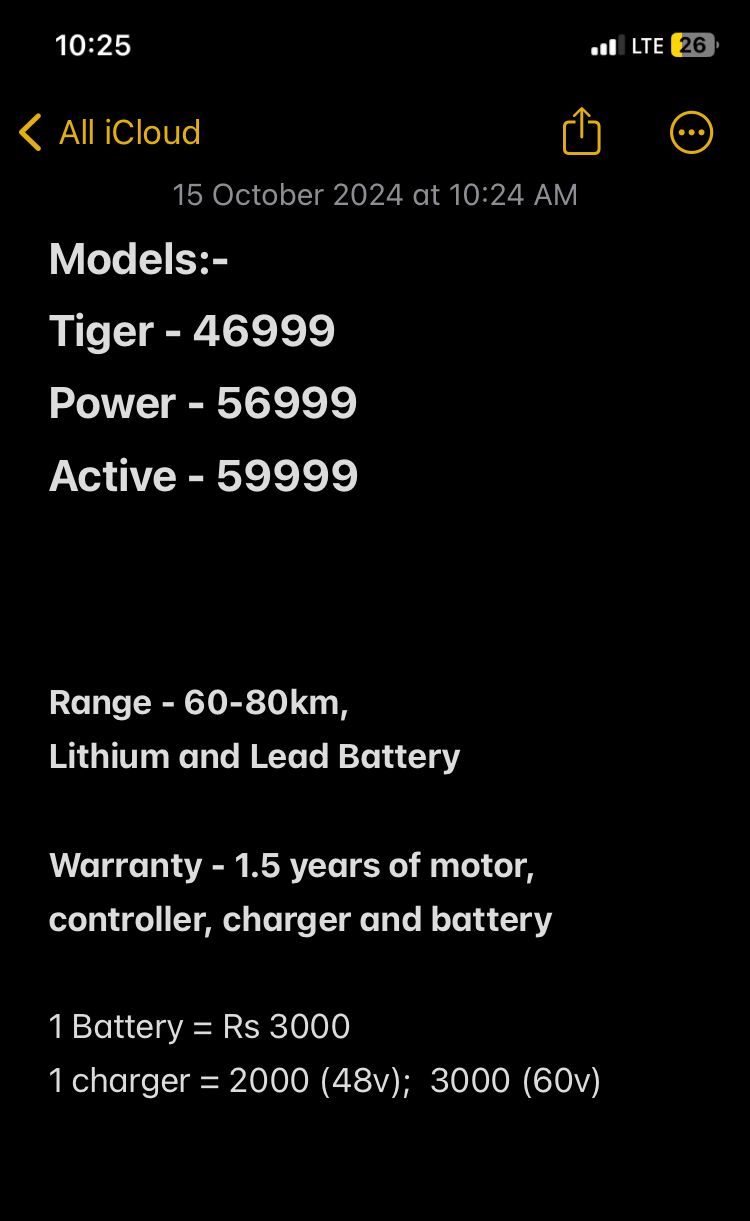 10:25
LTE 26
All iCloud
15 October 2024 at 10:24 AM
Models:-
Tiger - 46999
Power - 56999
Active - 59999
Range - 60-80km,
Lithium and Lead Battery
Warranty - 1.5 years of motor,
controller, charger and battery
1 Battery = Rs 3000
1 charger = 2000 (48v);  3000 (60v)